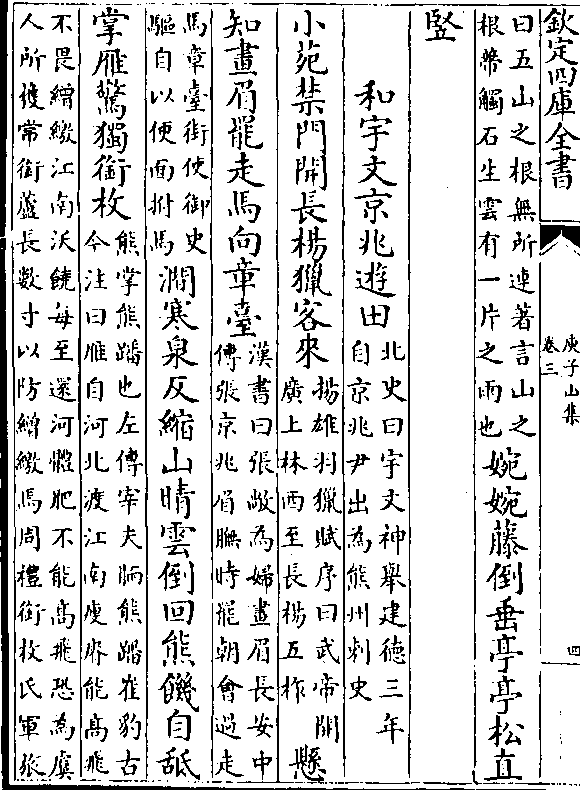 欽定四庫全書
庾子山集
卷三
四
曰五山之根無所連著言山之
根帶觸石生雲有一片之雨也
婉婉藤倒垂亭亭松直
竪
和宇文京兆遊田
北史曰宇文神舉建德三年
自京兆尹出為熊州刺史
小苑禁門開長楊獵客來
揚雄羽獵賦序曰武帝開
廣上林西至長楊五柞
懸
知畫眉罷走馬向章臺
漢書曰張敞為婦畫眉長安中
傳張京兆眉憮時罷朝會過走
馬章臺街使御史
驅自以便面拊馬
澗寒泉反縮山晴雲倒回熊饑自舐
掌雁驚獨銜枚
熊掌熊蹯也左傳宰夫胹熊蹯崔豹古
今注曰雁自河北渡江南瘦瘠能高飛
不畏繒繳江南沃饒每至還河體肥不能高飛恐為虞
人所獲常銜蘆長數寸以防繒繳焉周禮銜枚氏軍旅